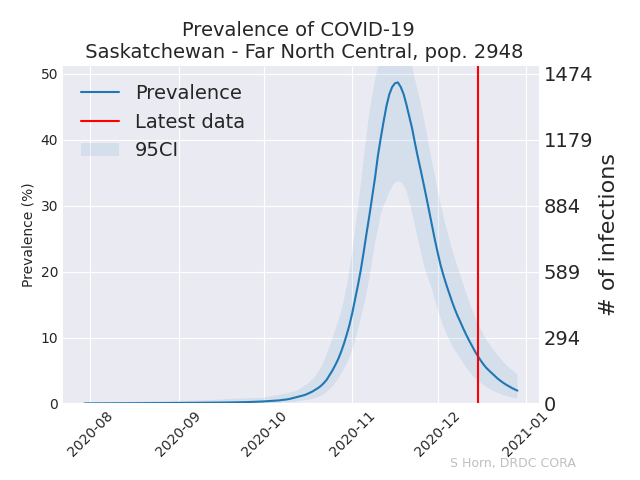 Prevalence of COVID-19
Saskatchewan - Far North Central, pop. 2948
Prevalence
Latest data
95CI
Prevalence (%)
50
40
30
20
10
0
1474
1179
884
589
294
0
# of infections
2020-08
2020-09
2020-10
2020-11
2020-12
2021-01
S Horn, DRDC CORA